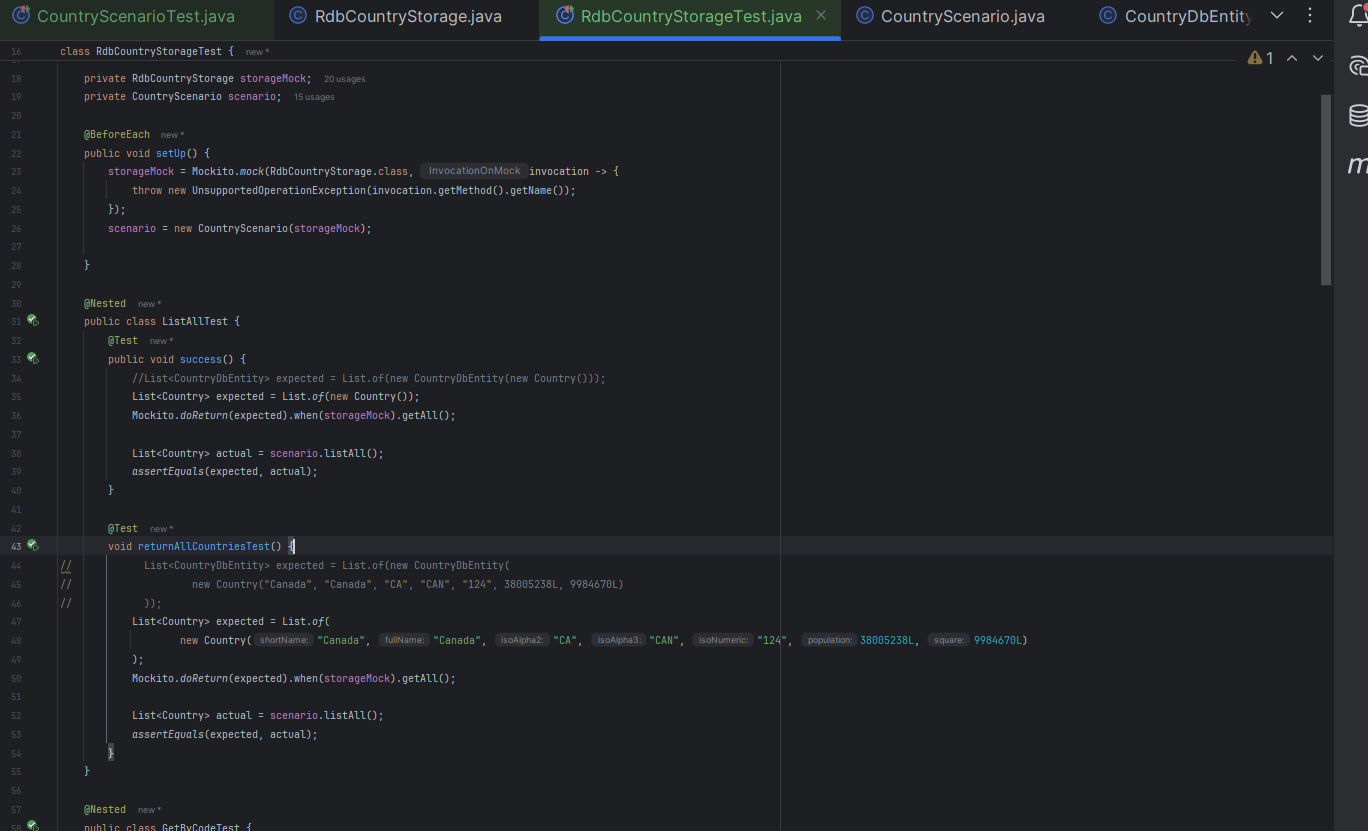 CountryScenarioTest.java RdbCountryStorage.java RdbCountryStorageTest.java CountryScenario.java CountryDbEntity
16 class RdbCountryStorageTest { new *
1
18 private RdbCountryStorage storageMock; 20 usages
19 private CountryScenario scenario; 15 usages
20
21 @BeforeEach new *
22 public void setUp() {
23 storageMock = Mockito.mock(RdbCountryStorage.class, InvocationOnMock invocation -> {
24 throw new UnsupportedOperationException(invocation.getMethod().getName());
25 });
26 scenario = new CountryScenario(storageMock);
27
28 }
29
30 @Nested new *
31 public class ListAllTest {
32 @Test new *
33 public void success() {
34 //List<CountryDbEntity> expected = List.of(new CountryDbEntity(new Country()));
35 List<Country> expected = List.of(new Country());
36 Mockito.doReturn(expected).when(storageMock).getAll();
37
38 List<Country> actual = scenario.listAll();
39 assertEquals(expected, actual);
40 }
41
42 @Test new *
43 void returnAllCountriesTest() {
44 // List<CountryDbEntity> expected = List.of(new CountryDbEntity(
45 // new Country("Canada", "Canada", "CA", "CAN", "124", 38005238L, 9984670L)
46 // ));
47 List<Country> expected = List.of(
48 new Country( shortName: "Canada", fullName: "Canada", isoAlpha2: "CA", isoAlpha3: "CAN", isoNumeric: "124", population: 38005238L, square: 9984670L)
49 );
50 Mockito.doReturn(expected).when(storageMock).getAll();
51
52 List<Country> actual = scenario.listAll();
53 assertEquals(expected, actual);
54 }
55 }
56
57 @Nested new *
58 public class GetByCodeTest {